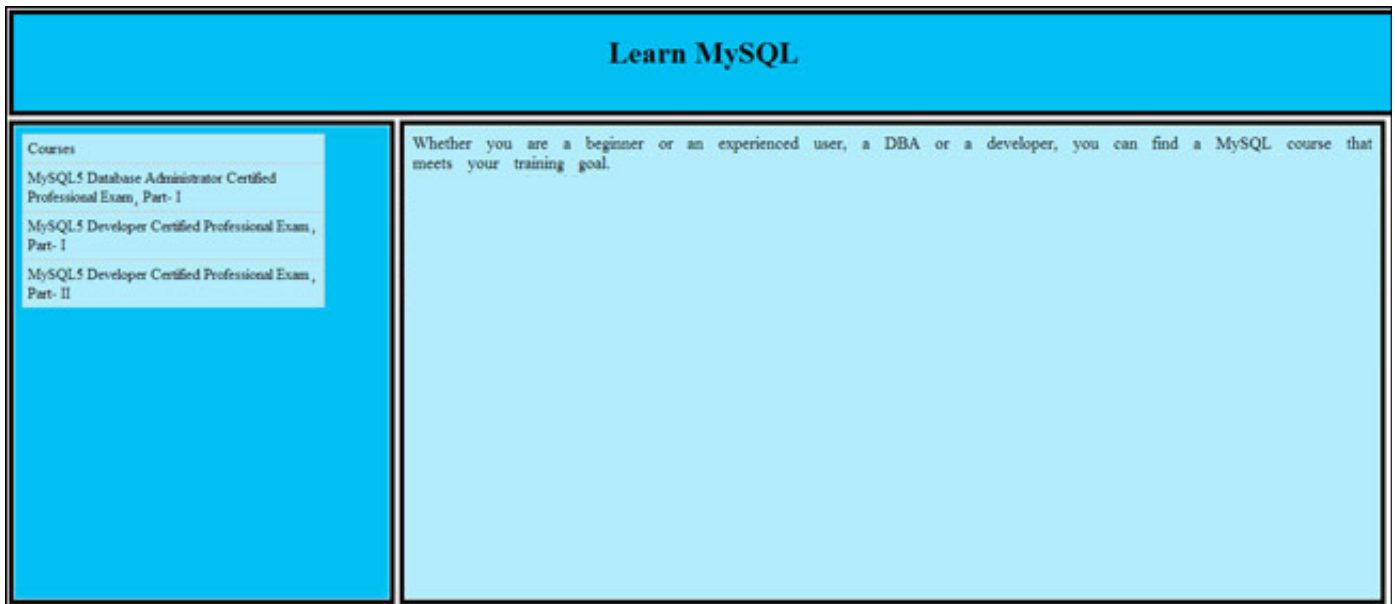 Learn MySQL
Courses
MySQL5 Database Administrator Certified
Professional Exam, Part- I
MySQL5 Developer Certified Professional Exam,
Part- I
MySQL5 Developer Certified Professional Exam,
Part- II
Whether you are a beginner or an experienced user, a DBA or a developer, you can find a MySQL course that
meets your training goal.